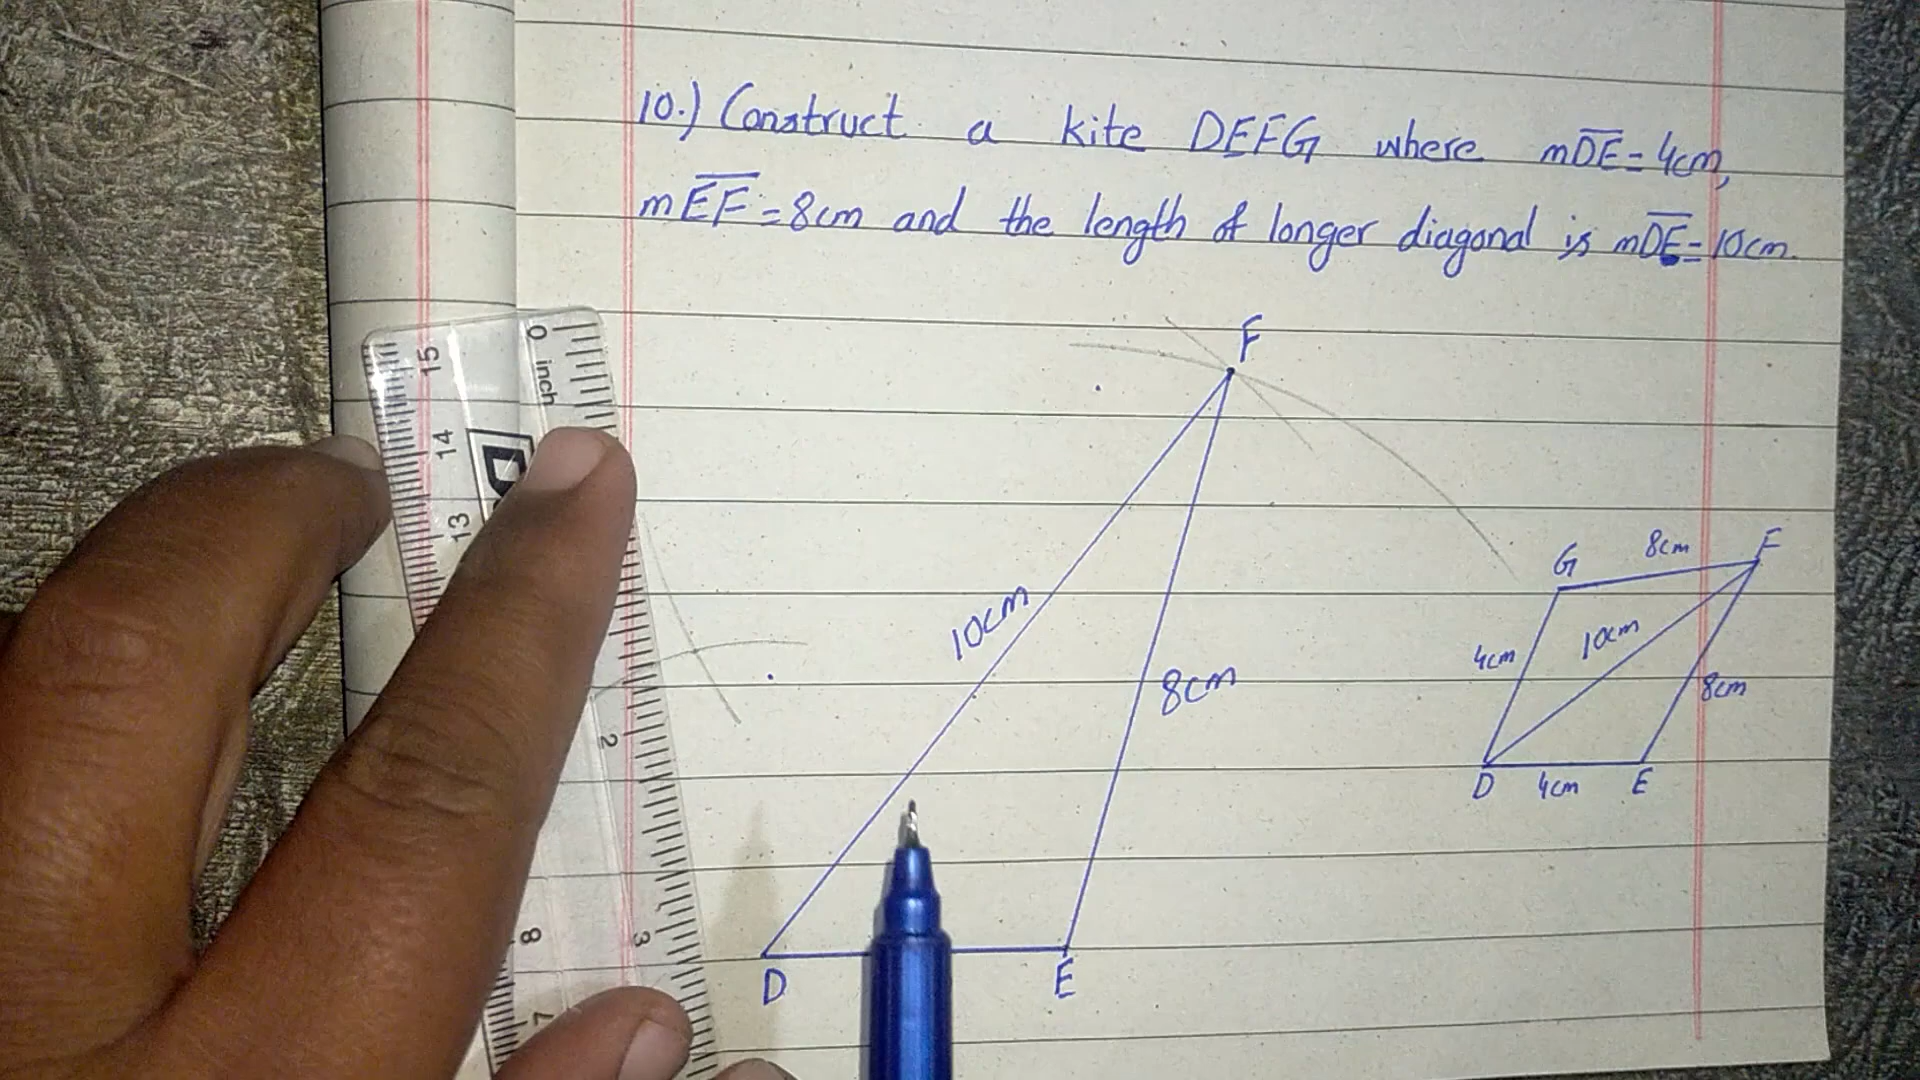 10.) Construct a kite DEFG where mDE = 4cm,
mEF = 8cm and the length of longer diagonal is mDE = 10cm.
F
10cm
8cm
D E
G 8cm F
4cm 10cm 8cm
D 4cm E
0 inch
2
3
15
14
13
8
7